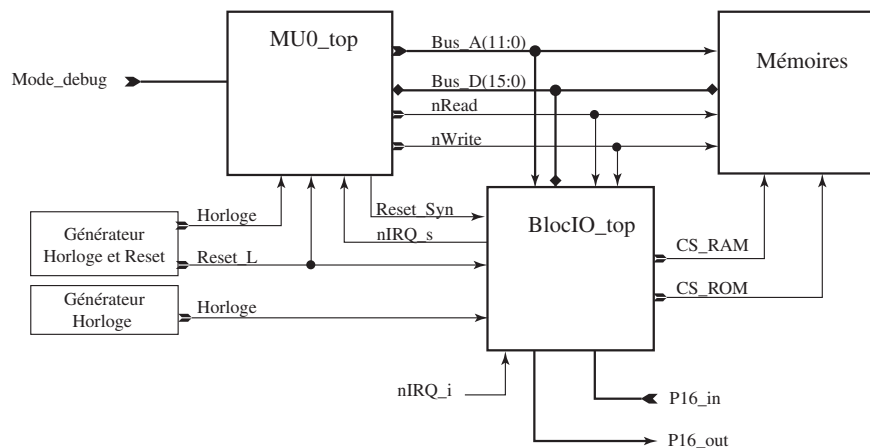 MU0_top
Bus_A(11:0)
Mémoires
Mode_debug
Bus_D(15:0)
nRead
nWrite
Horloge
Reset_Syn
BlocIO_top
Générateur
Horloge et Reset
nIRQ_s
CS_RAM
Reset_L
CS_ROM
Générateur
Horloge
Horloge
nIRQ_i
P16_in
P16_out